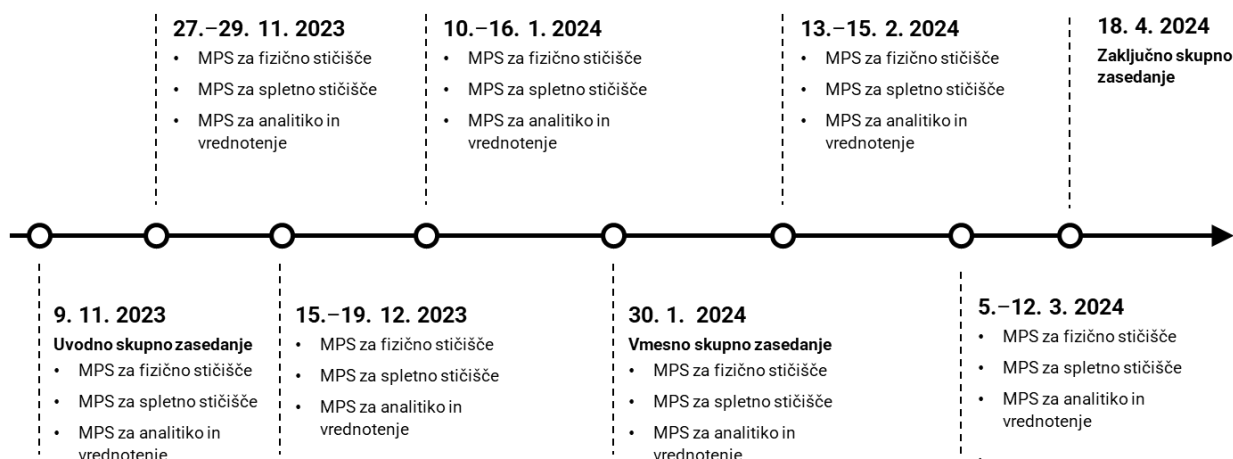 27.–29. 11. 2023
• MPS za fizično stičišče
• MPS za spletno stičišče
• MPS za analitiko in
vrednotenje
10.–16. 1. 2024
• MPS za fizično stičišče
• MPS za spletno stičišče
• MPS za analitiko in
vrednotenje
13.–15. 2. 2024
• MPS za fizično stičišče
• MPS za spletno stičišče
• MPS za analitiko in
vrednotenje
18. 4. 2024
Zaključno skupno
zasedanje
9. 11. 2023
Uvodno skupno zasedanje
• MPS za fizično stičišče
• MPS za spletno stičišče
• MPS za analitiko in
vrednotenje
15.–19. 12. 2023
• MPS za fizično stičišče
• MPS za spletno stičišče
• MPS za analitiko in
vrednotenje
30. 1. 2024
Vmesno skupno zasedanje
• MPS za fizično stičišče
• MPS za spletno stičišče
• MPS za analitiko in
vrednotenje
5.–12. 3. 2024
• MPS za fizično stičišče
• MPS za spletno stičišče
• MPS za analitiko in
vrednotenje